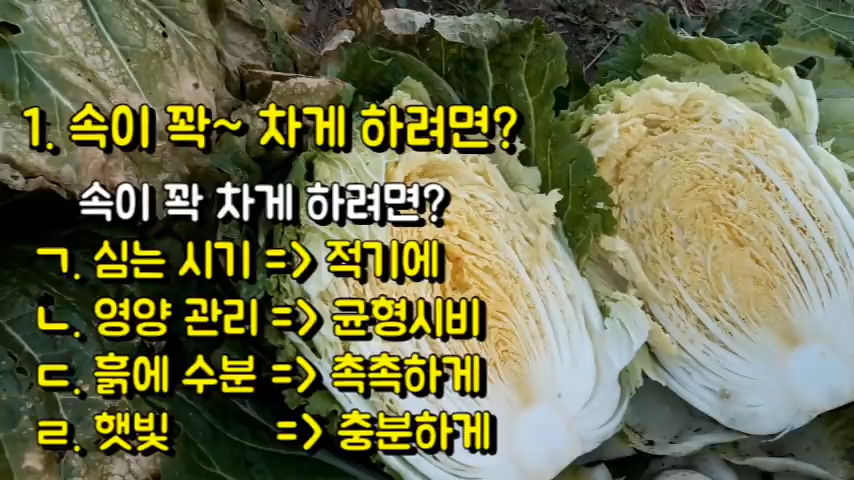 1. 속이 꽉~ 차게 하려면?
속이 꽉 차게 하려면?
ㄱ. 심는 시기 => 적기에
ㄴ. 영양 관리 => 균형시비
ㄷ. 흙에 수분 => 촉촉하게
ㄹ. 햇빛 => 충분하게